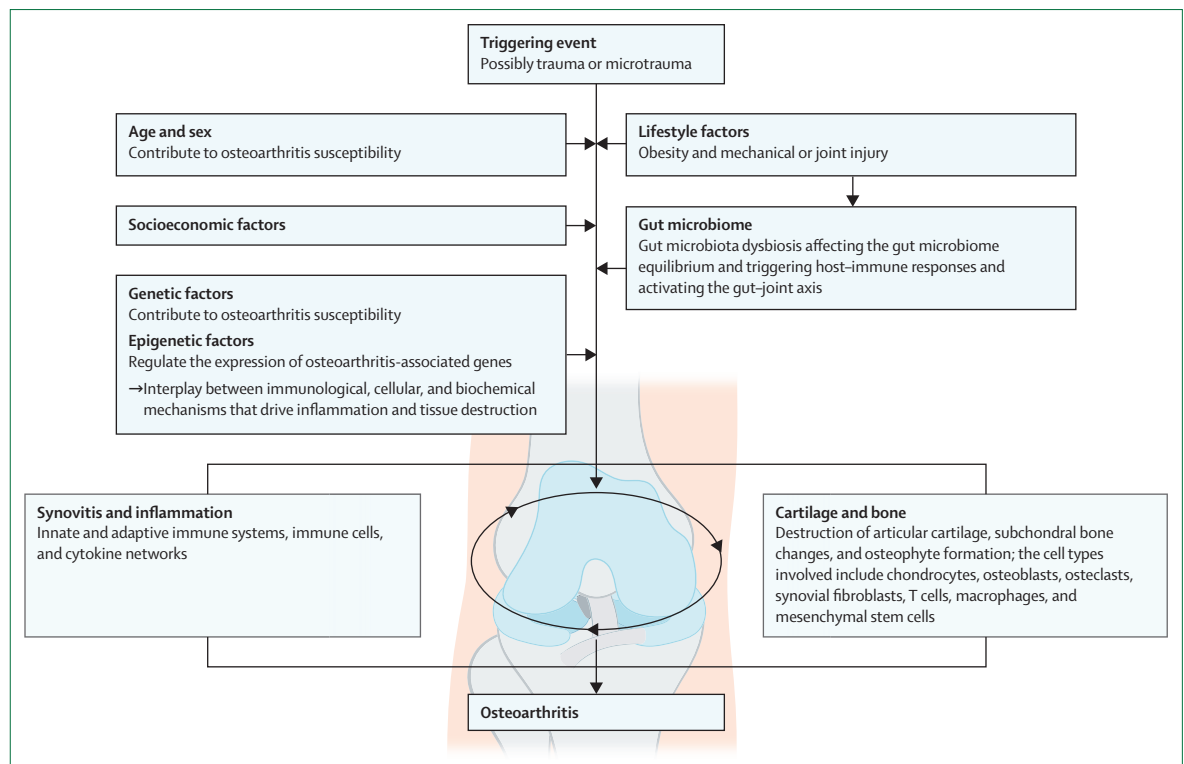 Triggering event
Possibly trauma or microtrauma
Age and sex
Contribute to osteoarthritis susceptibility
Lifestyle factors
Obesity and mechanical or joint injury
Socioeconomic factors
Gut microbiome
Gut microbiota dysbiosis affecting the gut microbiome
equilibrium and triggering host–immune responses and
activating the gut–joint axis
Genetic factors
Contribute to osteoarthritis susceptibility
Epigenetic factors
Regulate the expression of osteoarthritis-associated genes
→Interplay between immunological, cellular, and biochemical
mechanisms that drive inflammation and tissue destruction
Synovitis and inflammation
Innate and adaptive immune systems, immune cells,
and cytokine networks
Cartilage and bone
Destruction of articular cartilage, subchondral bone
changes, and osteophyte formation; the cell types
involved include chondrocytes, osteoblasts, osteclasts,
synovial fibroblasts, T cells, macrophages, and
mesenchymal stem cells
Osteoarthritis